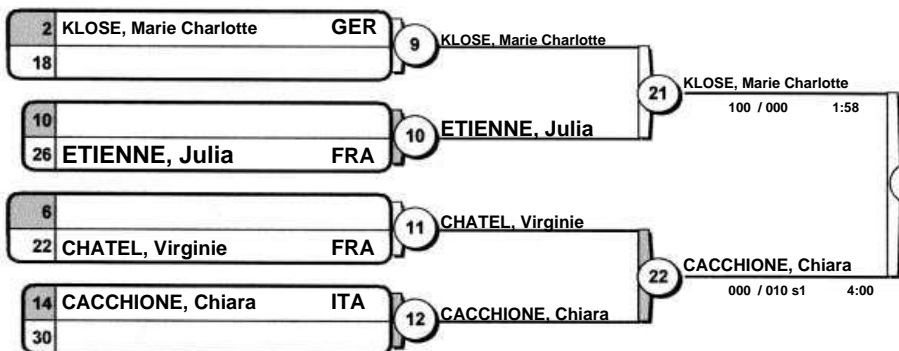 2 KLOSE, Marie Charlotte GER
18
9 KLOSE, Marie Charlotte
10
26 ETIENNE, Julia FRA
10 ETIENNE, Julia
21 KLOSE, Marie Charlotte
100 / 000 1:58
6
22 CHATEL, Virginie FRA
11 CHATEL, Virginie
14 CACCHIONE, Chiara ITA
30
12 CACCHIONE, Chiara
22 CACCHIONE, Chiara
000 / 010 s1 4:00